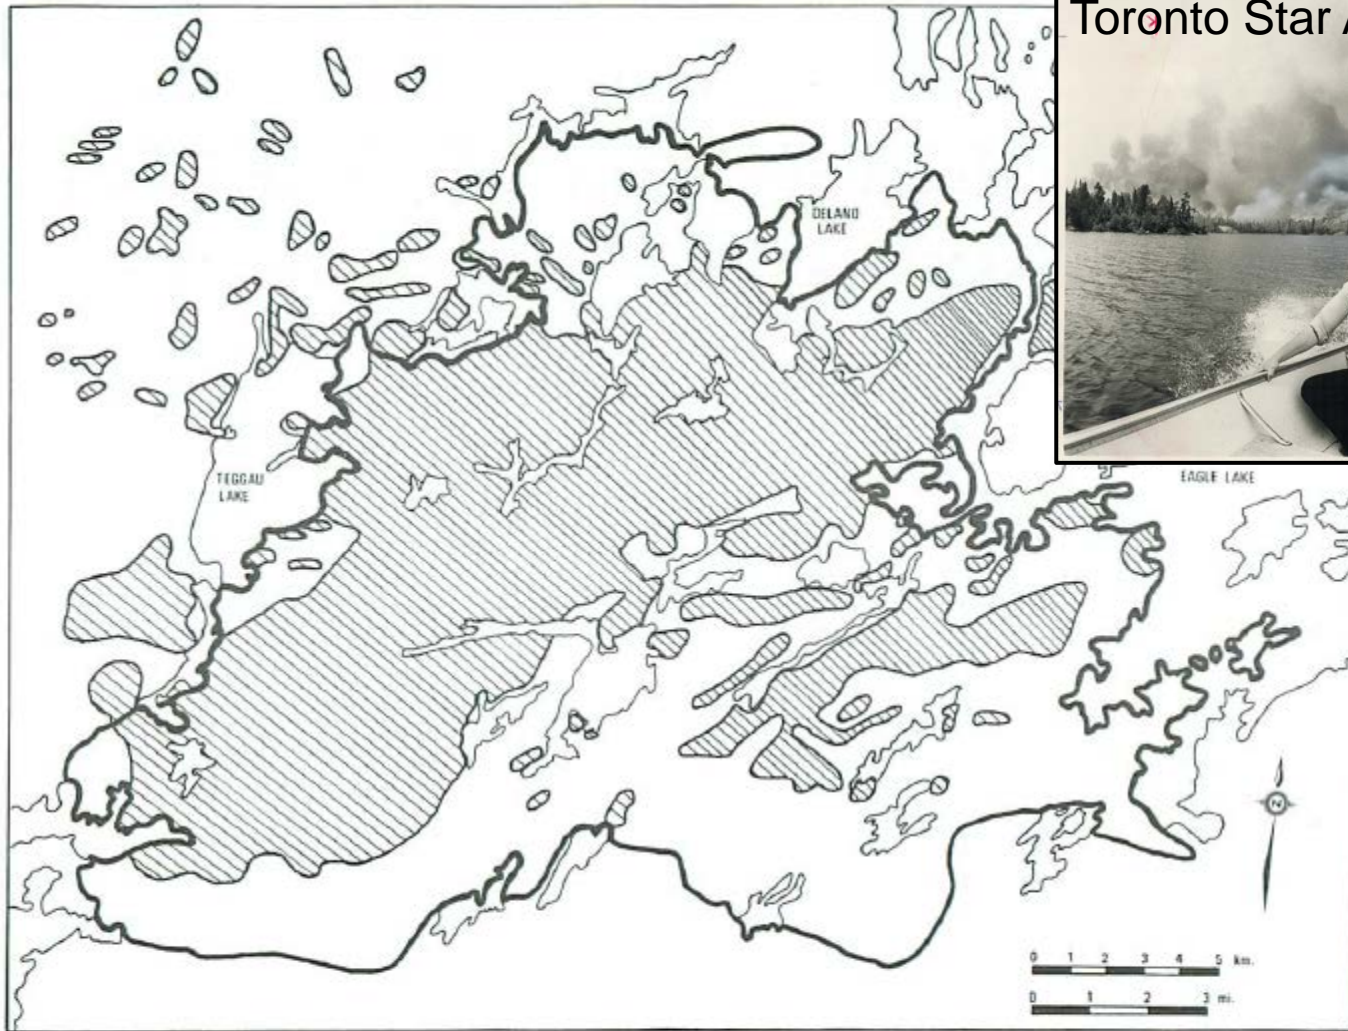 Toronto Star
DELANO
LAKE
TEGGAU
LAKE
EAGLE LAKE
N
0 1 2 3 4 5 km.
0 1 2 3 mi.